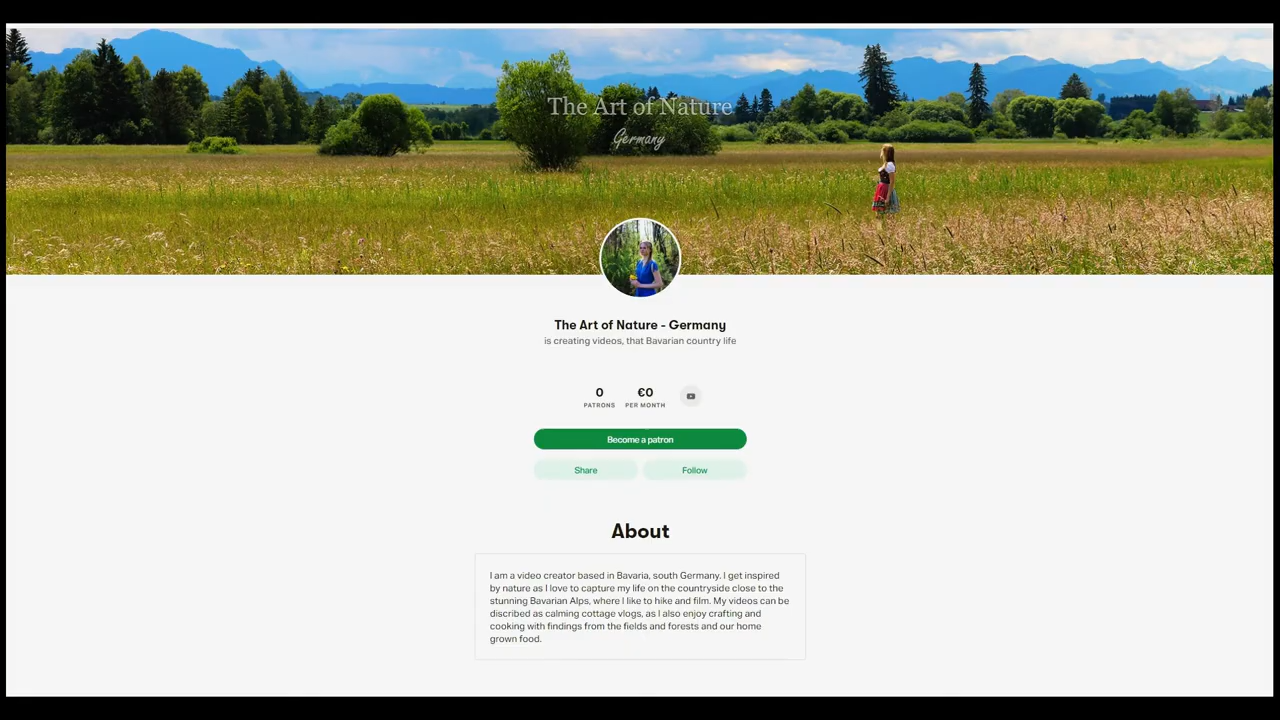 The Art of Nature
Germany
The Art of Nature - Germany
is creating videos, that Bavarian country life
0 €0
PATRONS PER MONTH
Become a patron
Share Follow
About
I am a video creator based in Bavaria, south Germany. I get inspired
by nature as I love to capture my life on the countryside close to the
stunning Bavarian Alps, where I like to hike and film. My videos can be
discribed as calming cottage vlogs, as I also enjoy crafting and
cooking with findings from the fields and forests and our home
grown food.